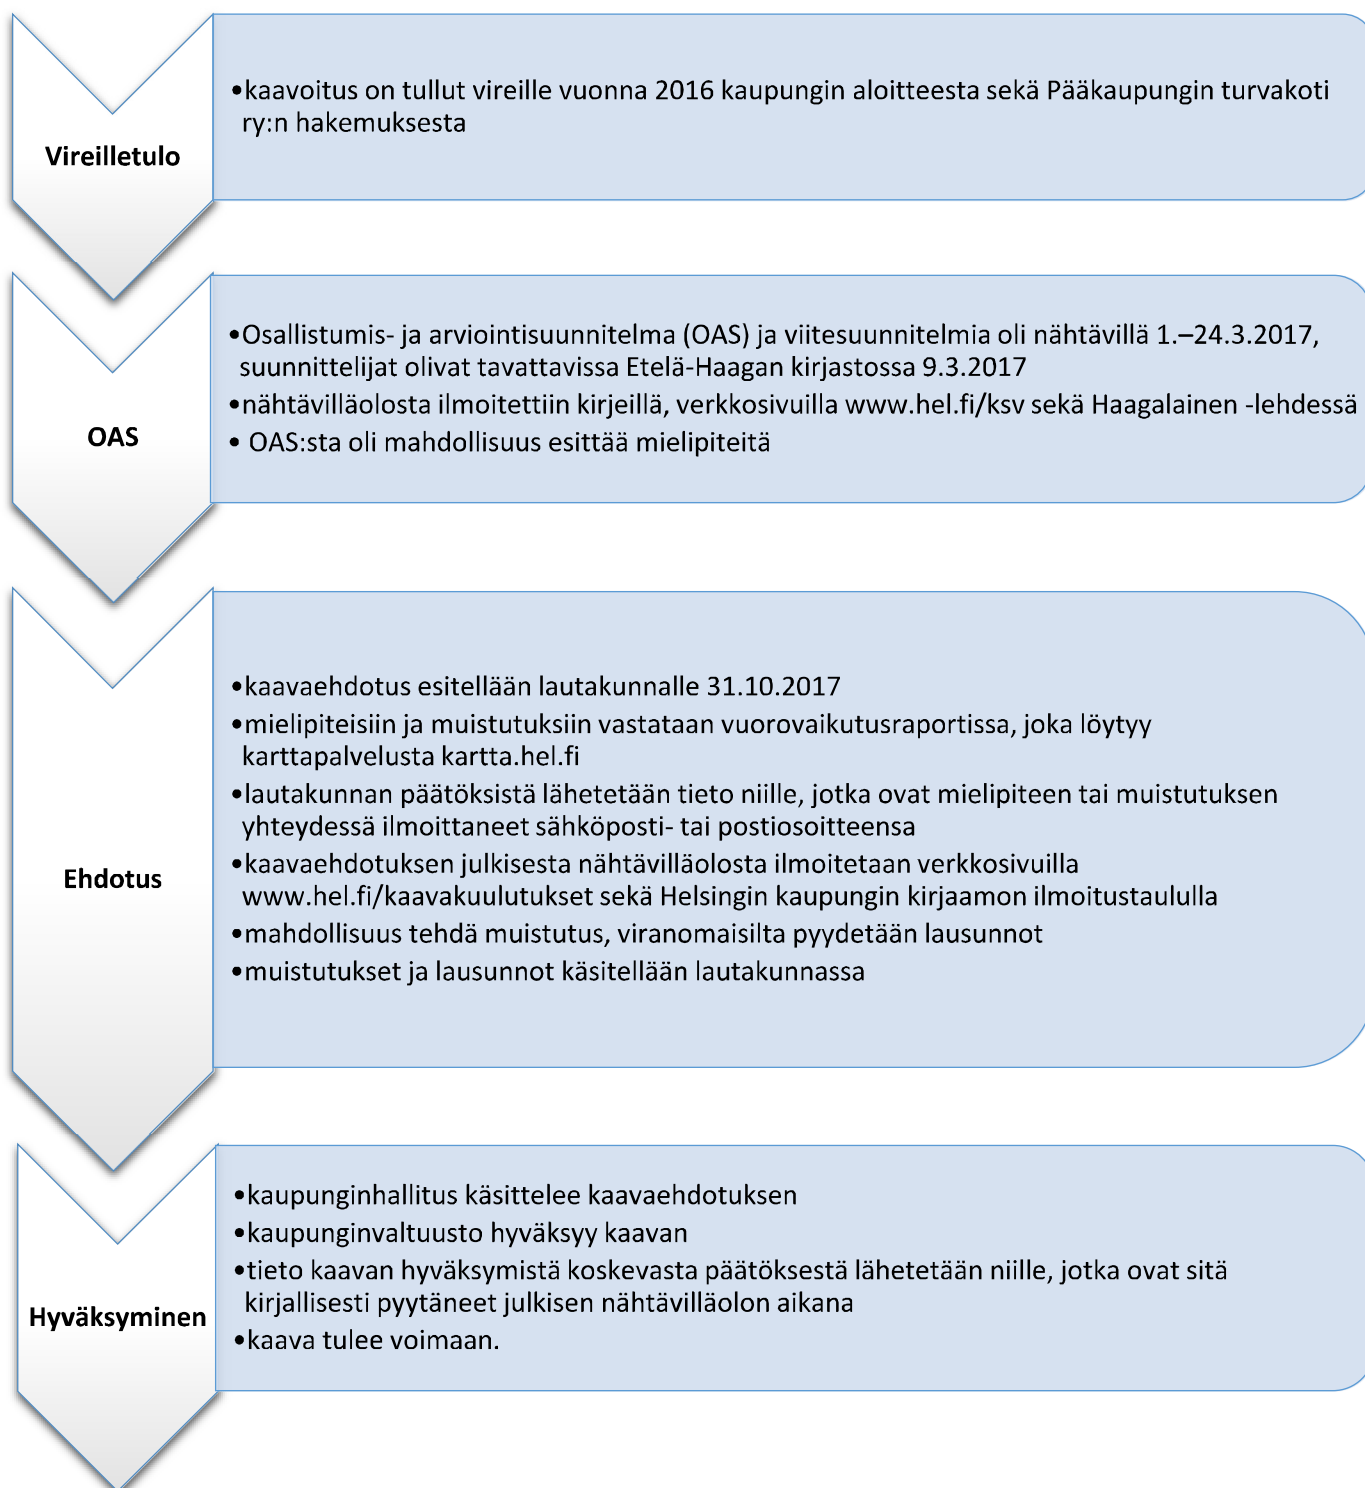 Vireilletulo
•kaavoitus on tullut vireille vuonna 2016 kaupungin aloitteesta sekä Pääkaupungin turvakoti
ry:n hakemuksesta
OAS
•Osallistumis- ja arviointisuunnitelma (OAS) ja viitesuunnitelmia oli nähtävillä 1.–24.3.2017,
suunnittelijat olivat tavattavissa Etelä-Haagan kirjastossa 9.3.2017
•nähtävilläolosta ilmoitettiin kirjeillä, verkkosivuilla www.hel.fi/ksv sekä Haagalainen -lehdessä
• OAS:sta oli mahdollisuus esittää mielipiteitä
Ehdotus
•kaavaehdotus esitellään lautakunnalle 31.10.2017
•mielipiteisiin ja muistutuksiin vastataan vuorovaikutusraportissa, joka löytyy
karttapalvelusta kartta.hel.fi
•lautakunnan päätöksistä lähetetään tieto niille, jotka ovat mielipiteen tai muistutuksen
yhteydessä ilmoittaneet sähköposti- tai postiosoitteensa
•kaavaehdotuksen julkisesta nähtävilläolosta ilmoitetaan verkkosivuilla
www.hel.fi/kaavakuulutukset sekä Helsingin kaupungin kirjaamon ilmoitustaululla
•mahdollisuus tehdä muistutus, viranomaisilta pyydetään lausunnot
•muistutukset ja lausunnot käsitellään lautakunnassa
Hyväksyminen
•kaupunginhallitus käsittelee kaavaehdotuksen
•kaupunginvaltuusto hyväksyy kaavan
•tieto kaavan hyväksymistä koskevasta päätöksestä lähetetään niille, jotka ovat sitä
kirjallisesti pyytäneet julkisen nähtävilläolon aikana
•kaava tulee voimaan.